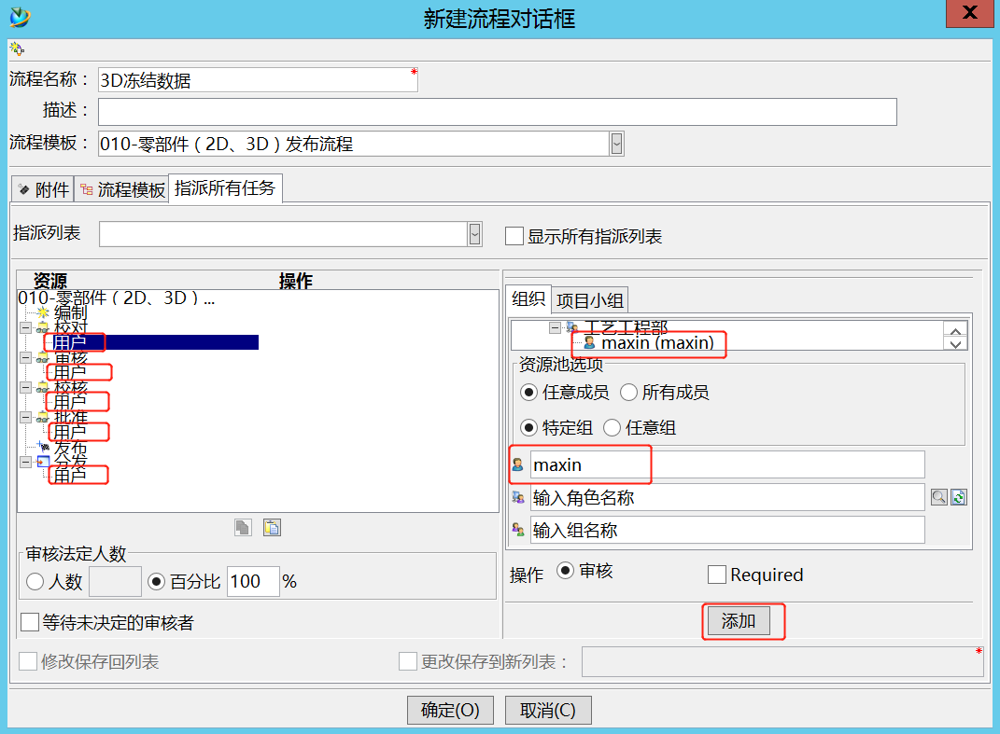 新建流程对话框
X
流程名称： 3D冻结数据 *
描述：
流程模板： 010-零部件（2D、3D）发布流程
附件 流程模板 指派所有任务
指派列表 显示所有指派列表
资源 操作
010-零部件（2D、3D）...
编制
校对
用户
审核
用户
校核
用户
批准
用户
发布
分发
用户
审核法定人数
人数 百分比 100 %
等待未决定的审核者
组织 项目小组
工艺工程部
maxin (maxin)
资源池选项
任意成员 所有成员
特定组 任意组
maxin
输入角色名称
输入组名称
操作 审核 Required
添加
修改保存回列表 更改保存到新列表： *
确定(O) 取消(C)